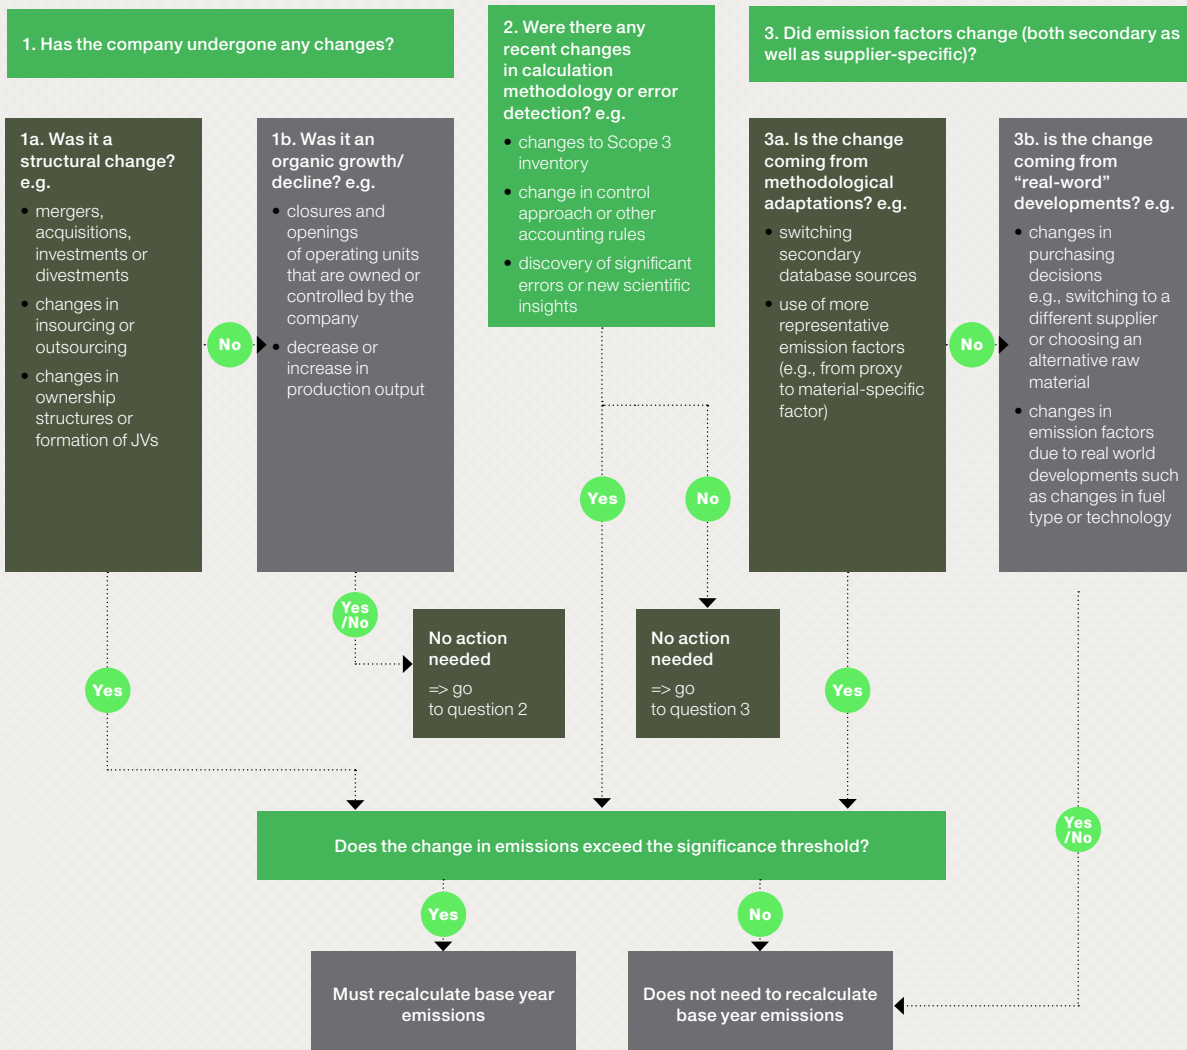 1. Has the company undergone any changes?
1a. Was it a
structural change?
e.g.
• mergers,
acquisitions,
investments or
divestments
• changes in
insourcing or
outsourcing
• changes in
ownership
structures or
formation of JVs
No
1b. Was it an
organic growth/
decline? e.g.
• closures and
openings
of operating units
that are owned or
controlled by the
company
• decrease or
increase in
production output
Yes
Yes
/No
No action
needed
=> go
to question 2
2. Were there any
recent changes
in calculation
methodology or error
detection? e.g.
• changes to Scope 3
inventory
• change in control
approach or other
accounting rules
• discovery of significant
errors or new scientific
insights
Yes
No
No action
needed
=> go
to question 3
3. Did emission factors change (both secondary as
well as supplier-specific)?
3a. Is the change
coming from
methodological
adaptations? e.g.
• switching
secondary
database sources
• use of more
representative
emission factors
(e.g., from proxy
to material-specific
factor)
No
3b. is the change
coming from
“real-word”
developments? e.g.
• changes in
purchasing
decisions
e.g., switching to a
different supplier
or choosing an
alternative raw
material
• changes in
emission factors
due to real world
developments such
as changes in fuel
type or technology
Yes
Yes
/No
Does the change in emissions exceed the significance threshold?
Yes
No
Must recalculate base year
emissions
Does not need to recalculate
base year emissions